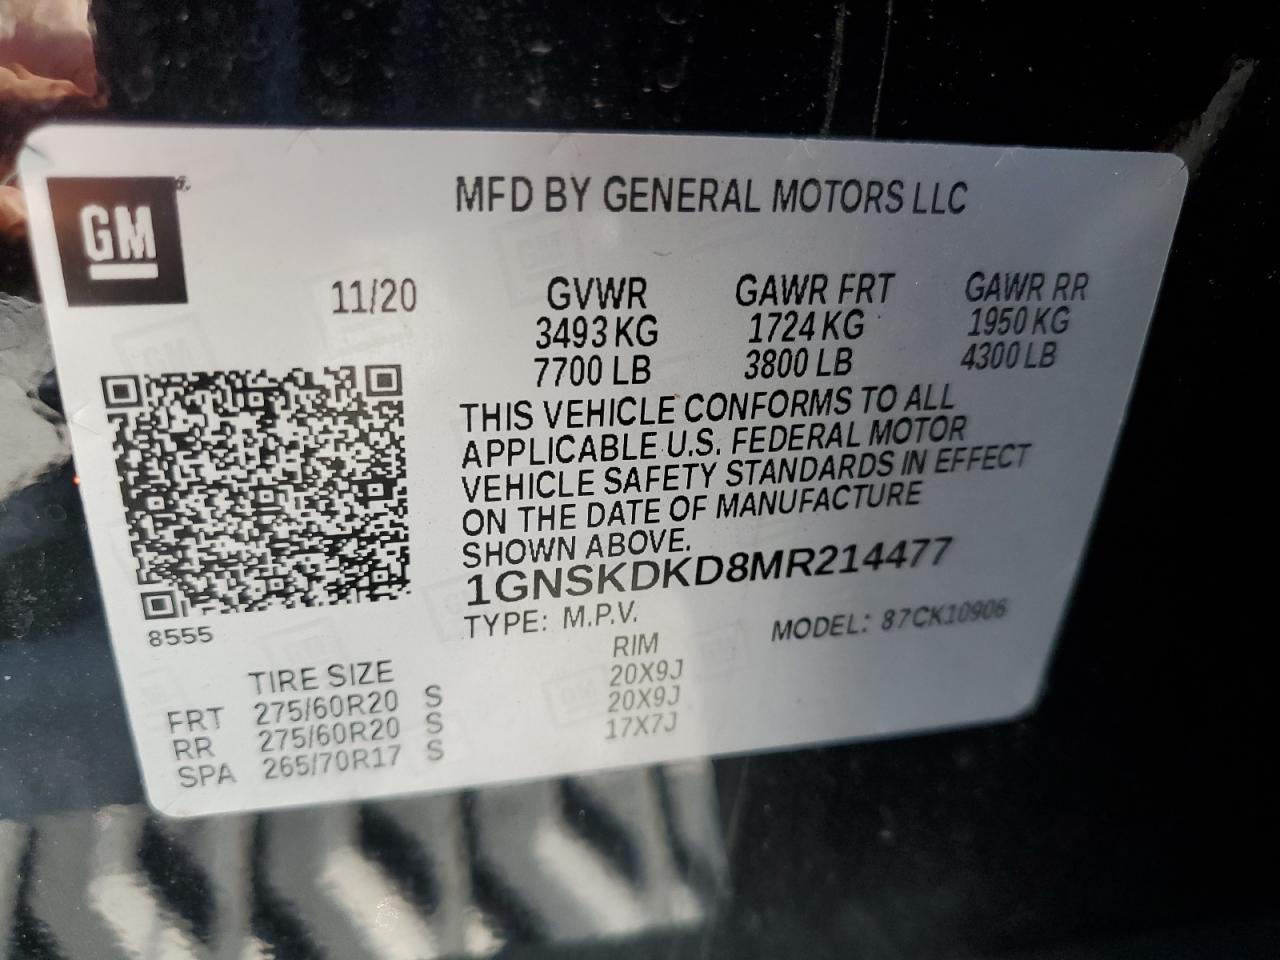 GM
MFD BY GENERAL MOTORS LLC
11/20 GVWR GAWR FRT GAWR RR
3493 KG 1724 KG 1950 KG
7700 LB 3800 LB 4300 LB
THIS VEHICLE CONFORMS TO ALL
APPLICABLE U.S. FEDERAL MOTOR
VEHICLE SAFETY STANDARDS IN EFFECT
ON THE DATE OF MANUFACTURE
SHOWN ABOVE.
1GNSKDKD8MR214477
TYPE: M.P.V. MODEL: 87CK10906
8555
TIRE SIZE RIM
FRT 275/60R20 S 20X9J
RR 275/60R20 S 20X9J
SPA 265/70R17 S 17X7J